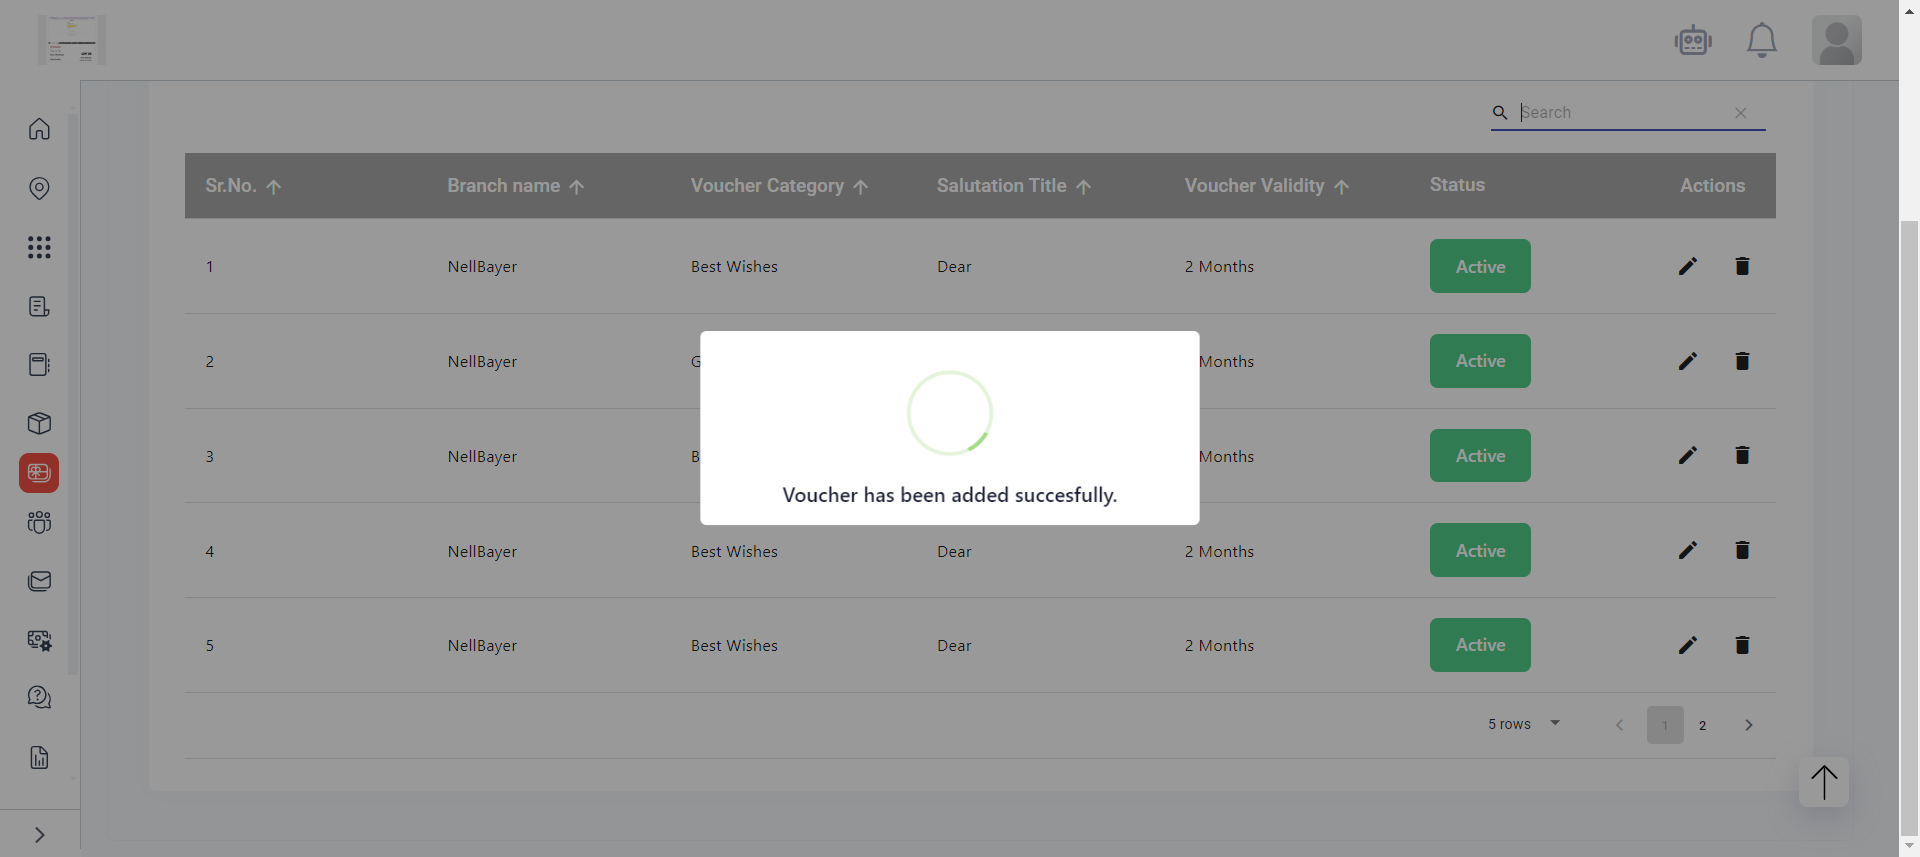 Search
Sr.No. Branch name Voucher Category Salutation Title Voucher Validity Status Actions
1 NellBayer Best Wishes Dear 2 Months Active
2 NellBayer G Months Active
3 NellBayer B Months Active
Voucher has been added succesfully.
4 NellBayer Best Wishes Dear 2 Months Active
5 NellBayer Best Wishes Dear 2 Months Active
5 rows 1 2